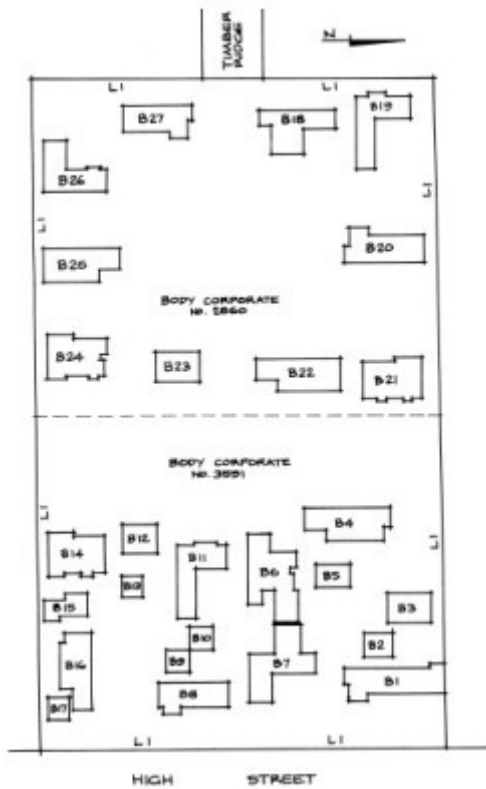 TIMBER
RIDGE
N
L1
L1
B27
B18
B19
B26
L1
L1
B20
B25
BODY CORPORATE
No. 2860
B24
B23
B22
B21
BODY CORPORATE
No. 3551
L1
L1
B14
B12
B11
B6
B4
B5
B13
B15
B3
B10
B2
B16
B9
B7
B1
B17
B8
L1
L1
HIGH STREET